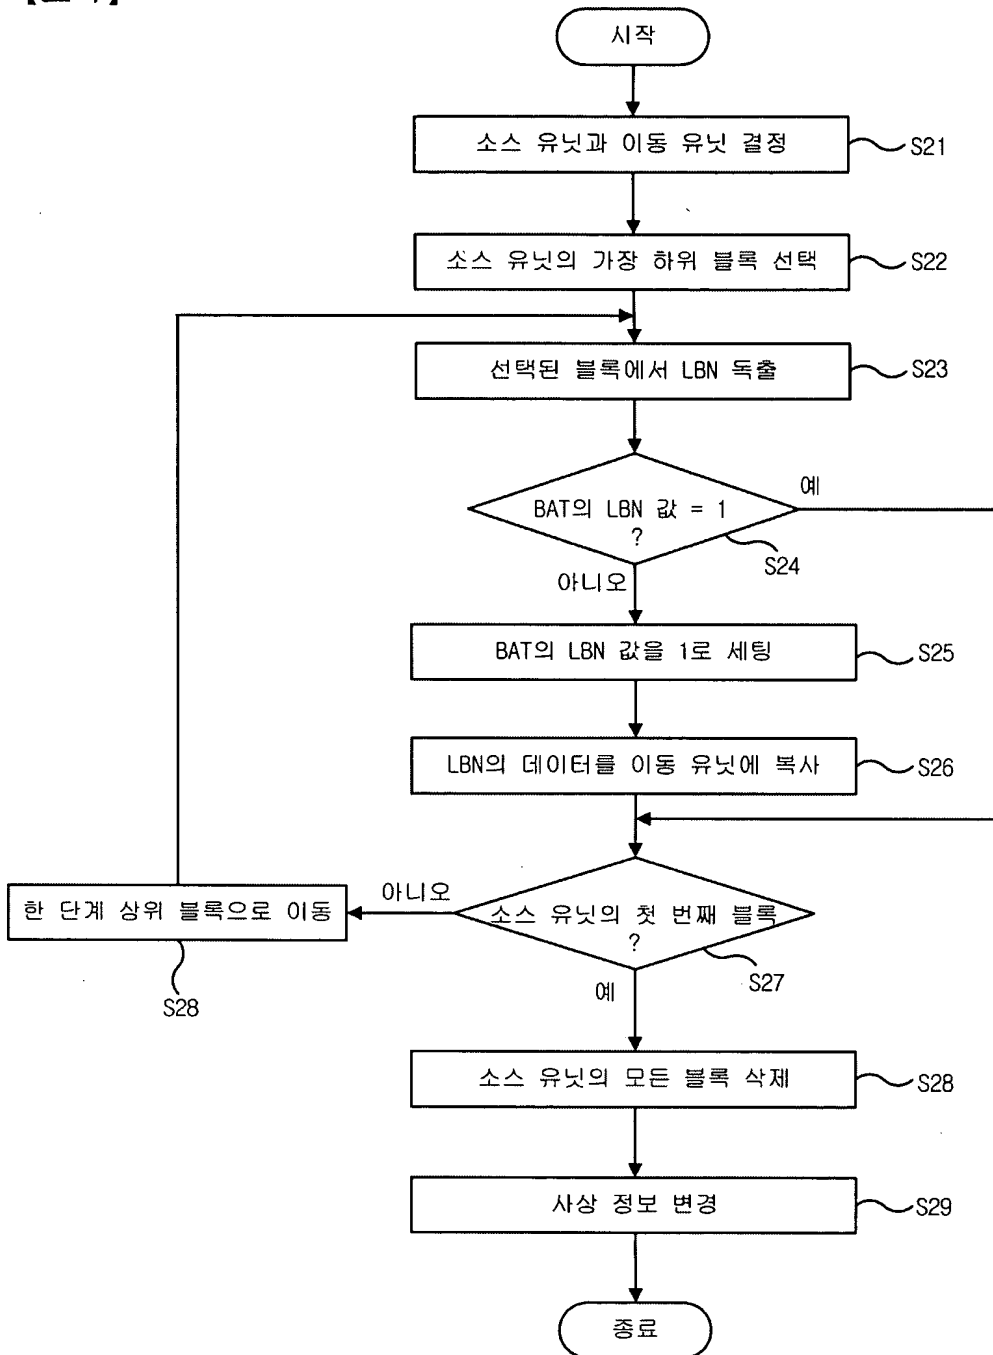 시작
소스 유닛과 이동 유닛 결정
S21
소스 유닛의 가장 하위 블록 선택
S22
선택된 블록에서 LBN 독출
S23
예
BAT의 LBN 값 = 1
?
S24
아니오
BAT의 LBN 값을 1로 세팅
S25
LBN의 데이터를 이동 유닛에 복사
S26
아니오
한 단계 상위 블록으로 이동
S28
소스 유닛의 첫 번째 블록
?
S27
예
소스 유닛의 모든 블록 삭제
S28
사상 정보 변경
S29
종료